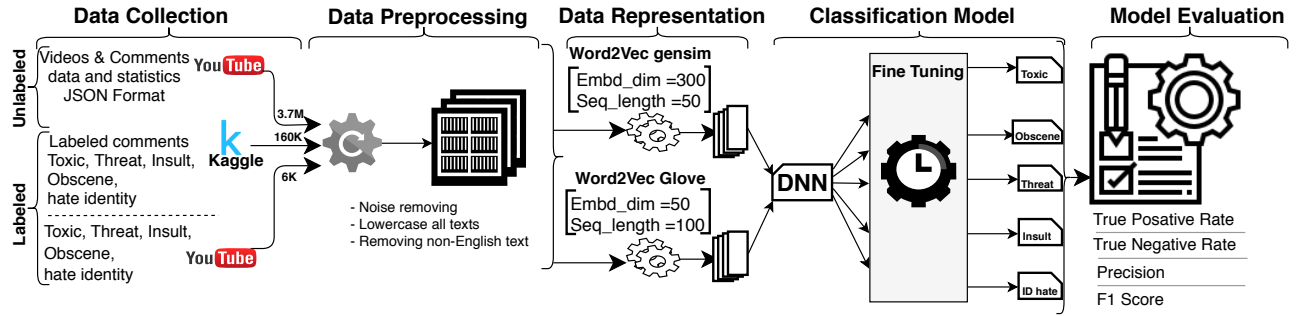 Data Collection
Data Preprocessing
Data Representation
Classification Model
Model Evaluation
Unlabeled
Videos & Comments
data and statistics
JSON Format
YouTube
3.7M
Labeled
Labeled comments
Toxic, Threat, Insult,
Obscene,
hate identity
k
Kaggle
160K
Toxic, Threat, Insult,
Obscene,
hate identity
YouTube
6K
- Noise removing
- Lowercase all texts
- Removing non-English text
Word2Vec gensim
Embd_dim =300
Seq_length =50
Word2Vec Glove
Embd_dim =50
Seq_length =100
DNN
Fine Tuning
Toxic
Obscene
Threat
Insult
ID hate
True Posative Rate
True Negative Rate
Precision
F1 Score